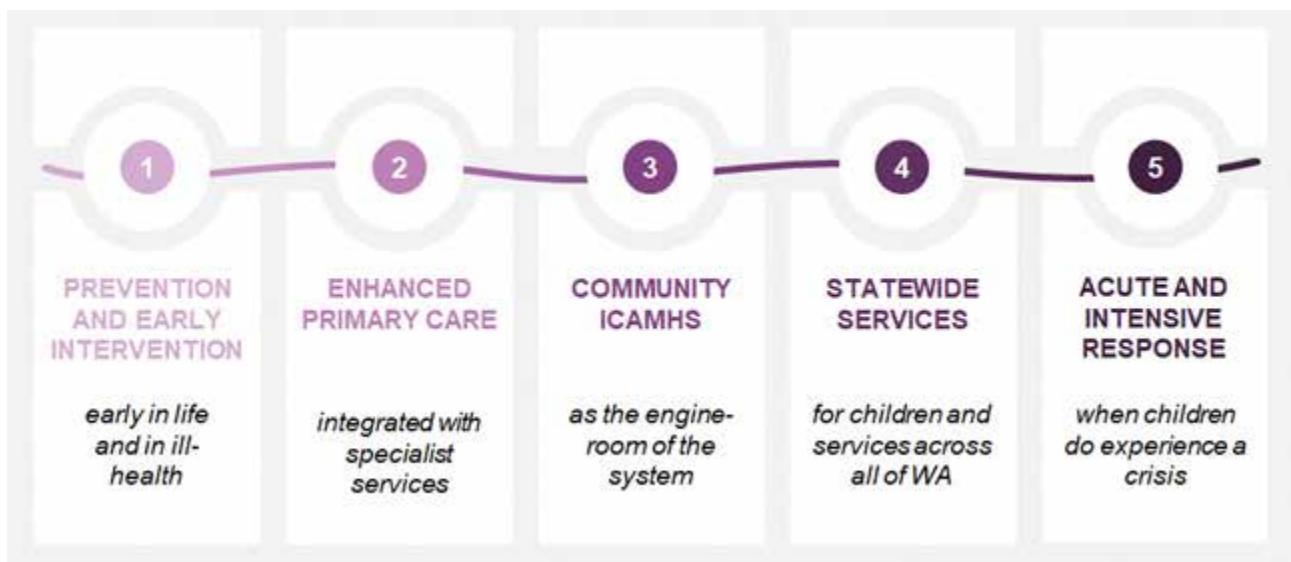 1
PREVENTION
AND EARLY
INTERVENTION
early in life
and in ill-
health
2
ENHANCED
PRIMARY CARE
integrated with
specialist
services
3
COMMUNITY
ICAMHS
as the engine-
room of the
system
4
STATEWIDE
SERVICES
for children and
services across
all of WA
5
ACUTE AND
INTENSIVE
RESPONSE
when children
do experience a
crisis